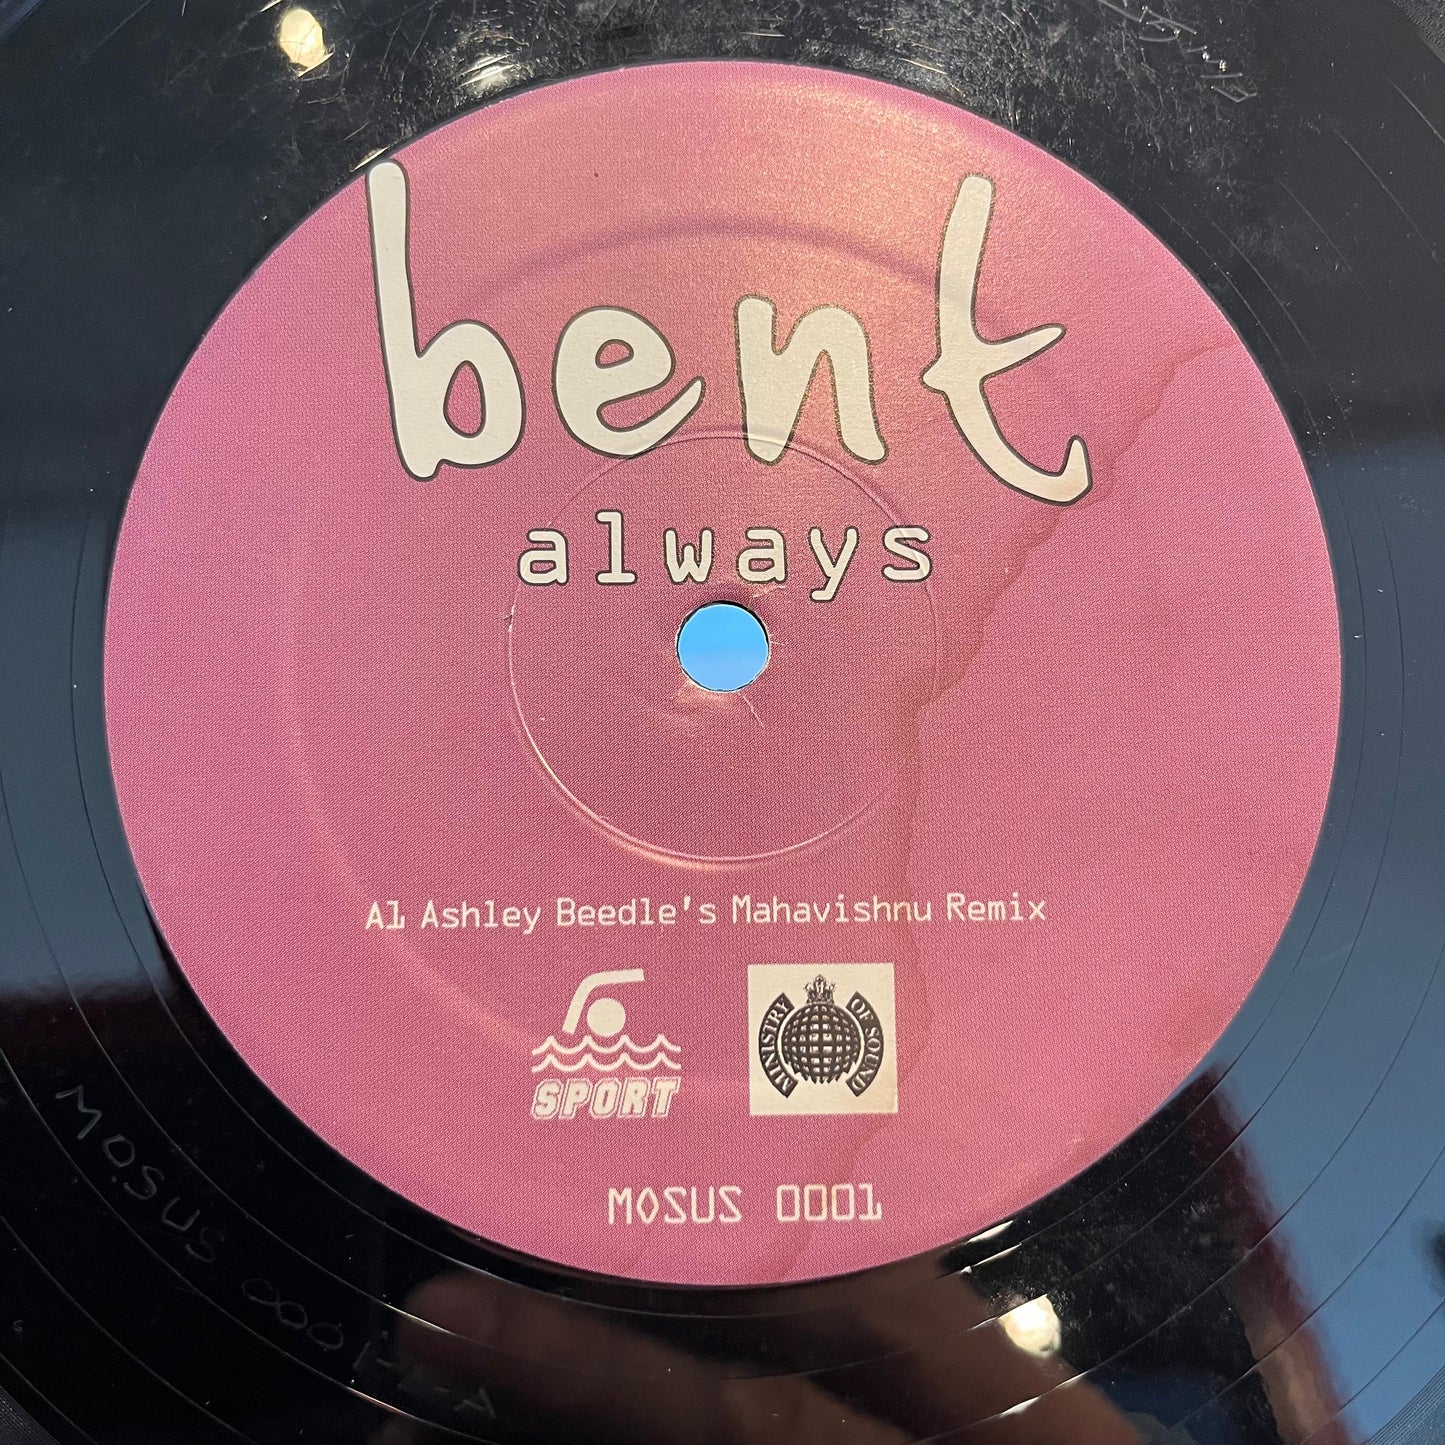 bent
always
A1 Ashley Beedle's Mahavishnu Remix
SPORT
MINISTRY OF SOUND
MOSUS 0001
MOSUS.0001-A